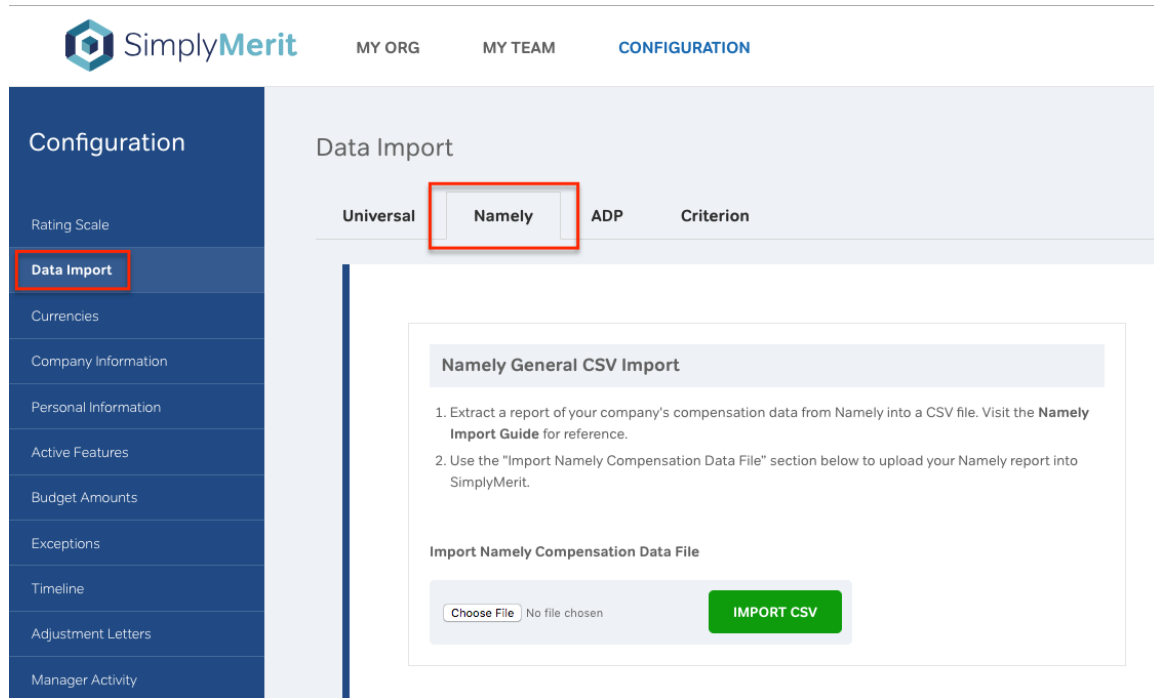 SimplyMerit
MY ORG
MY TEAM
CONFIGURATION
Configuration
Rating Scale
Data Import
Currencies
Company Information
Personal Information
Active Features
Budget Amounts
Exceptions
Timeline
Adjustment Letters
Manager Activity
Data Import
Universal
Namely
ADP
Criterion
Namely General CSV Import
1. Extract a report of your company's compensation data from Namely into a CSV file. Visit the Namely
Import Guide for reference.
2. Use the "Import Namely Compensation Data File" section below to upload your Namely report into
SimplyMerit.
Import Namely Compensation Data File
Choose File No file chosen
IMPORT CSV